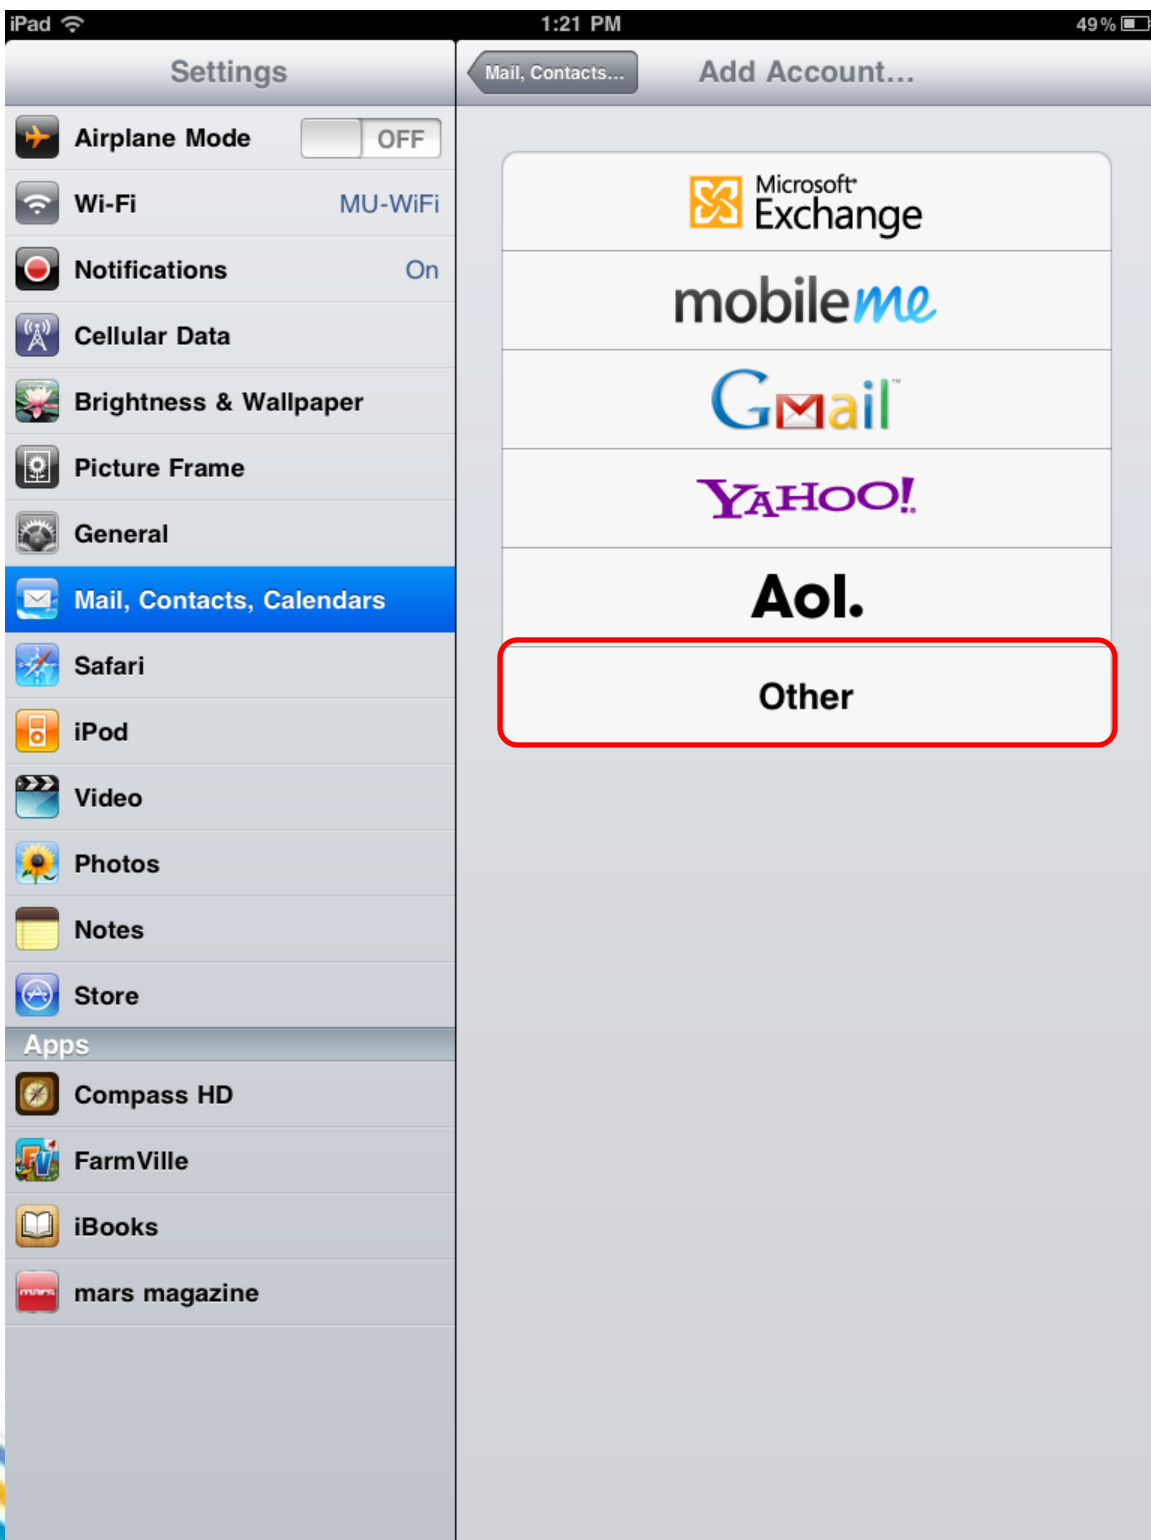 iPad 1:21 PM 49%
Settings
Airplane Mode OFF
Wi-Fi MU-WiFi
Notifications On
Cellular Data
Brightness & Wallpaper
Picture Frame
General
Mail, Contacts, Calendars
Safari
iPod
Video
Photos
Notes
Store
Apps
Compass HD
FarmVille
iBooks
mars magazine
Mail, Contacts... Add Account...
Microsoft
Exchange
mobileme
Gmail™
YAHOO!
Aol.
Other